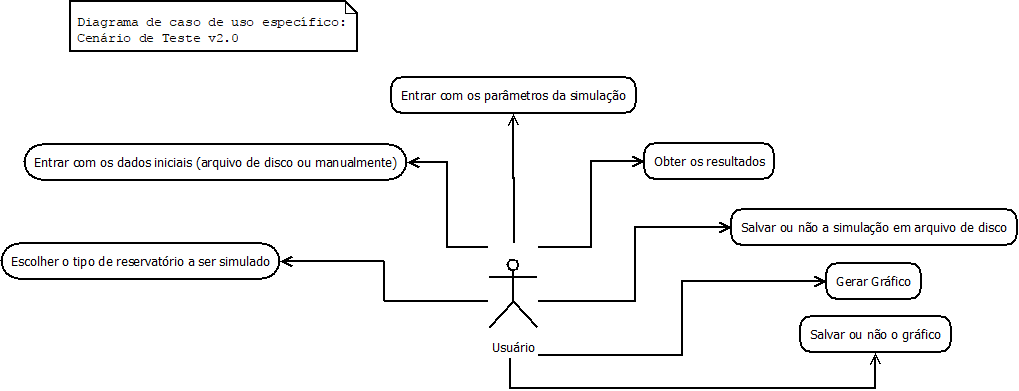 Diagrama de caso de uso específico:
Cenário de Teste v2.0
Entrar com os parâmetros da simulação
Entrar com os dados iniciais (arquivo de disco ou manualmente)
Obter os resultados
Salvar ou não a simulação em arquivo de disco
Escolher o tipo de reservatório a ser simulado
Gerar Gráfico
Salvar ou não o gráfico
Usuário